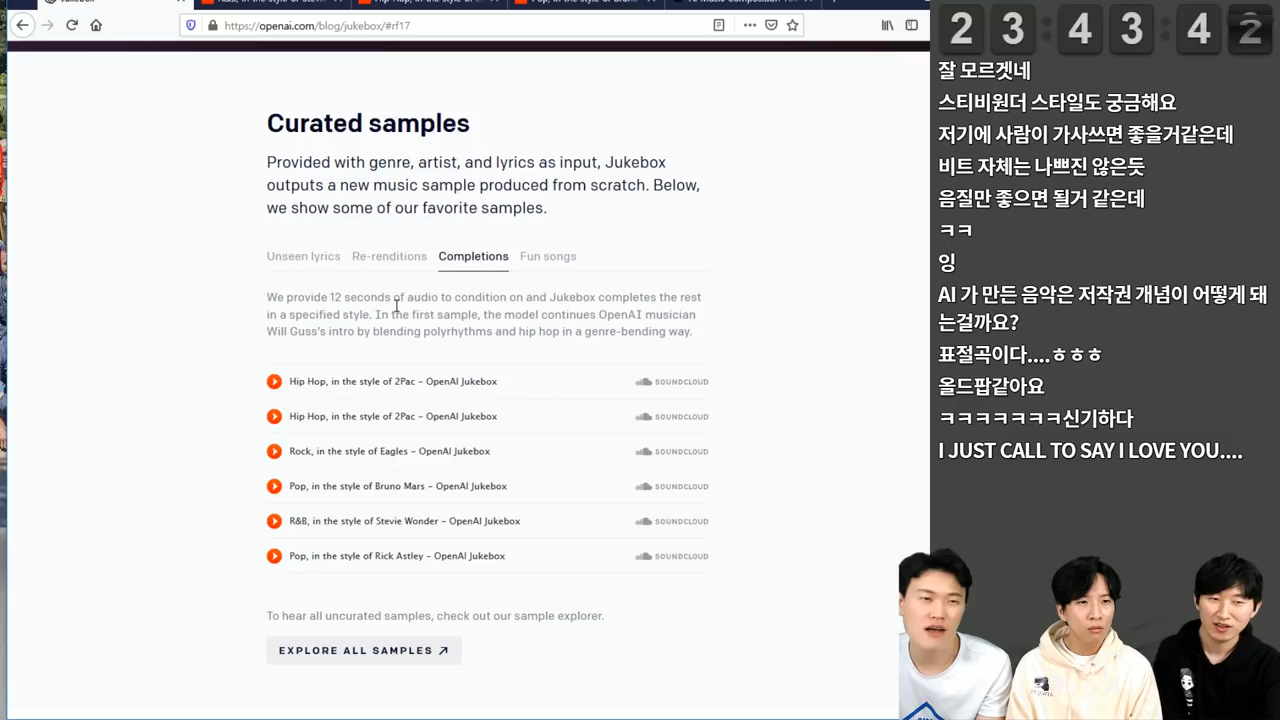 https://openai.com/blog/jukebox/#rf17
Curated samples
Provided with genre, artist, and lyrics as input, Jukebox
outputs a new music sample produced from scratch. Below,
we show some of our favorite samples.
Unseen lyrics Re-renditions Completions Fun songs
We provide 12 seconds of audio to condition on and Jukebox completes the rest
in a specified style. In the first sample, the model continues OpenAI musician
Will Guss's intro by blending polyrhythms and hip hop in a genre-bending way.
Hip Hop, in the style of 2Pac - OpenAI Jukebox SOUNDCLOUD
Hip Hop, in the style of 2Pac - OpenAI Jukebox SOUNDCLOUD
Rock, in the style of Eagles - OpenAI Jukebox SOUNDCLOUD
Pop, in the style of Bruno Mars - OpenAI Jukebox SOUNDCLOUD
R&B, in the style of Stevie Wonder - OpenAI Jukebox SOUNDCLOUD
Pop, in the style of Rick Astley - OpenAI Jukebox SOUNDCLOUD
To hear all uncurated samples, check out our sample explorer.
EXPLORE ALL SAMPLES
23:43:42
잘 모르겟네
스티비원더 스타일도 궁금해요
저기에 사람이 가사쓰면 좋을거같은데
비트 자체는 나쁘진 않은듯
음질만 좋으면 될거 같은데
ㅋㅋ
잉
AI 가 만든 음악은 저작권 개념이 어떻게 돼
는걸까요?
표절곡이다....ㅎㅎㅎ
올드팝같아요
ㅋㅋㅋㅋㅋㅋㅋ신기하다
I JUST CALL TO SAY I LOVE YOU....